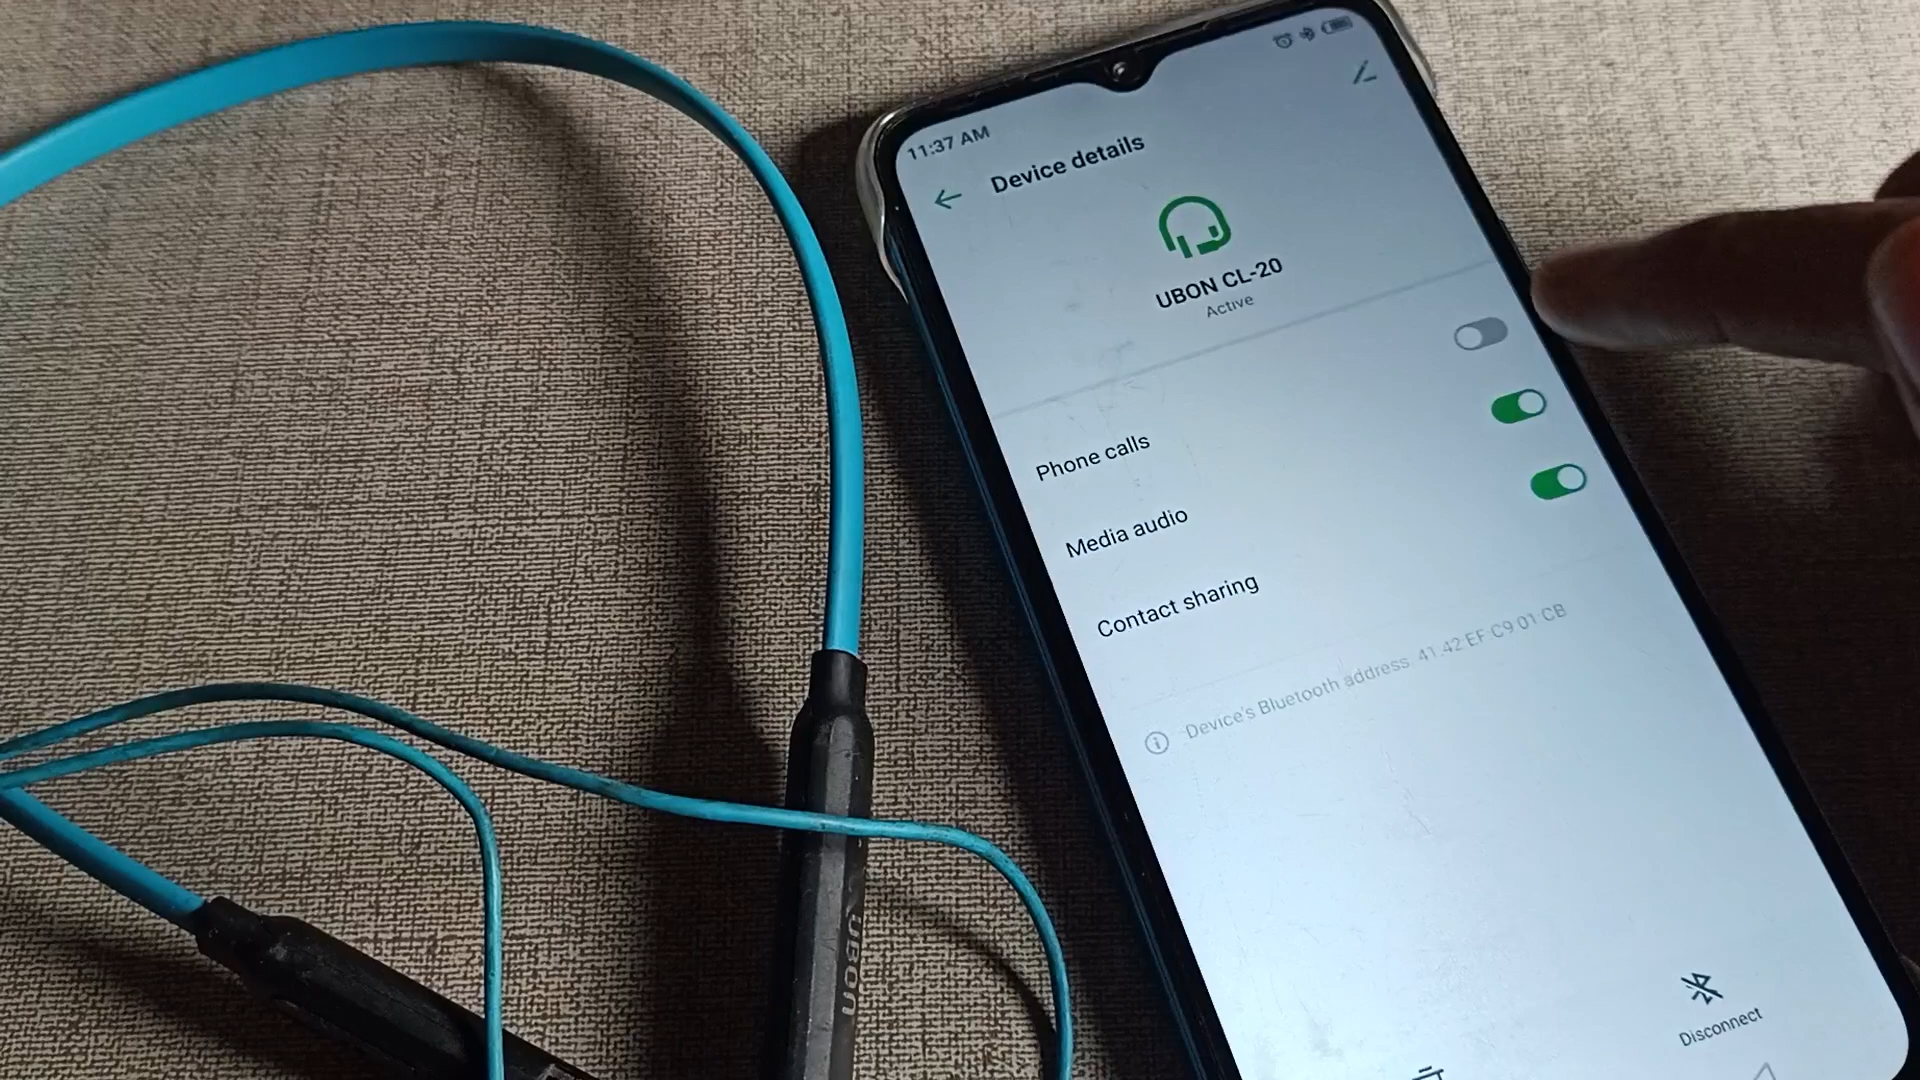 11:37 AM
Device details
UBON CL-20
Active
Phone calls
Media audio
Contact sharing
Device's Bluetooth address: 41:42:EF:C9:01:CB
Disconnect
UBON